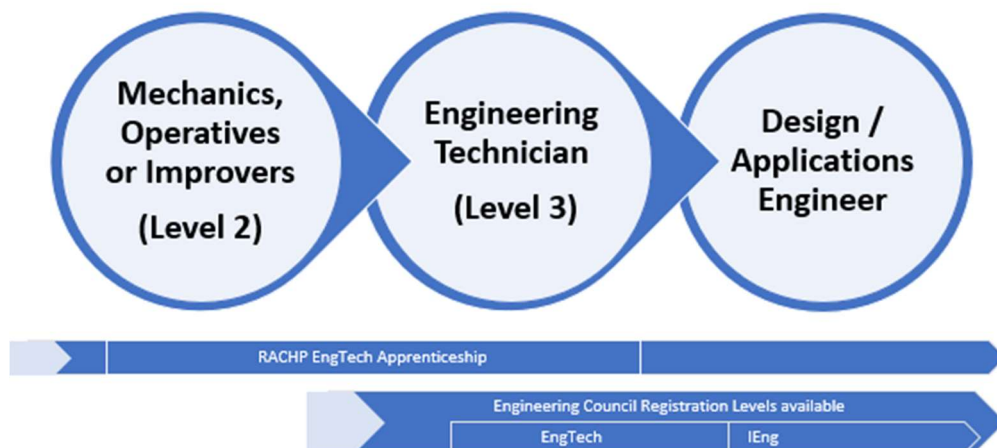 Mechanics,
Operatives
or Improvers
(Level 2)
Engineering
Technician
(Level 3)
Design /
Applications
Engineer
RACHP EngTech Apprenticeship
Engineering Council Registration Levels available
EngTech
IEng